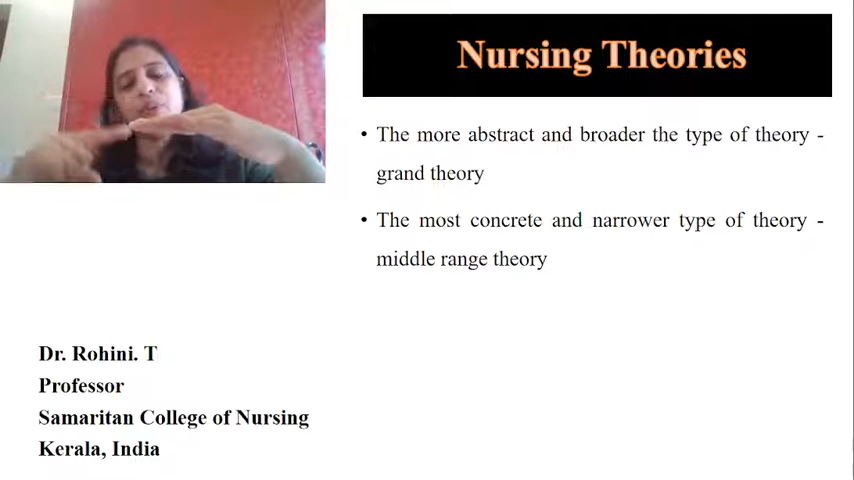 Nursing Theories
• The more abstract and broader the type of theory -
grand theory
• The most concrete and narrower type of theory -
middle range theory
Dr. Rohini. T
Professor
Samaritan College of Nursing
Kerala, India